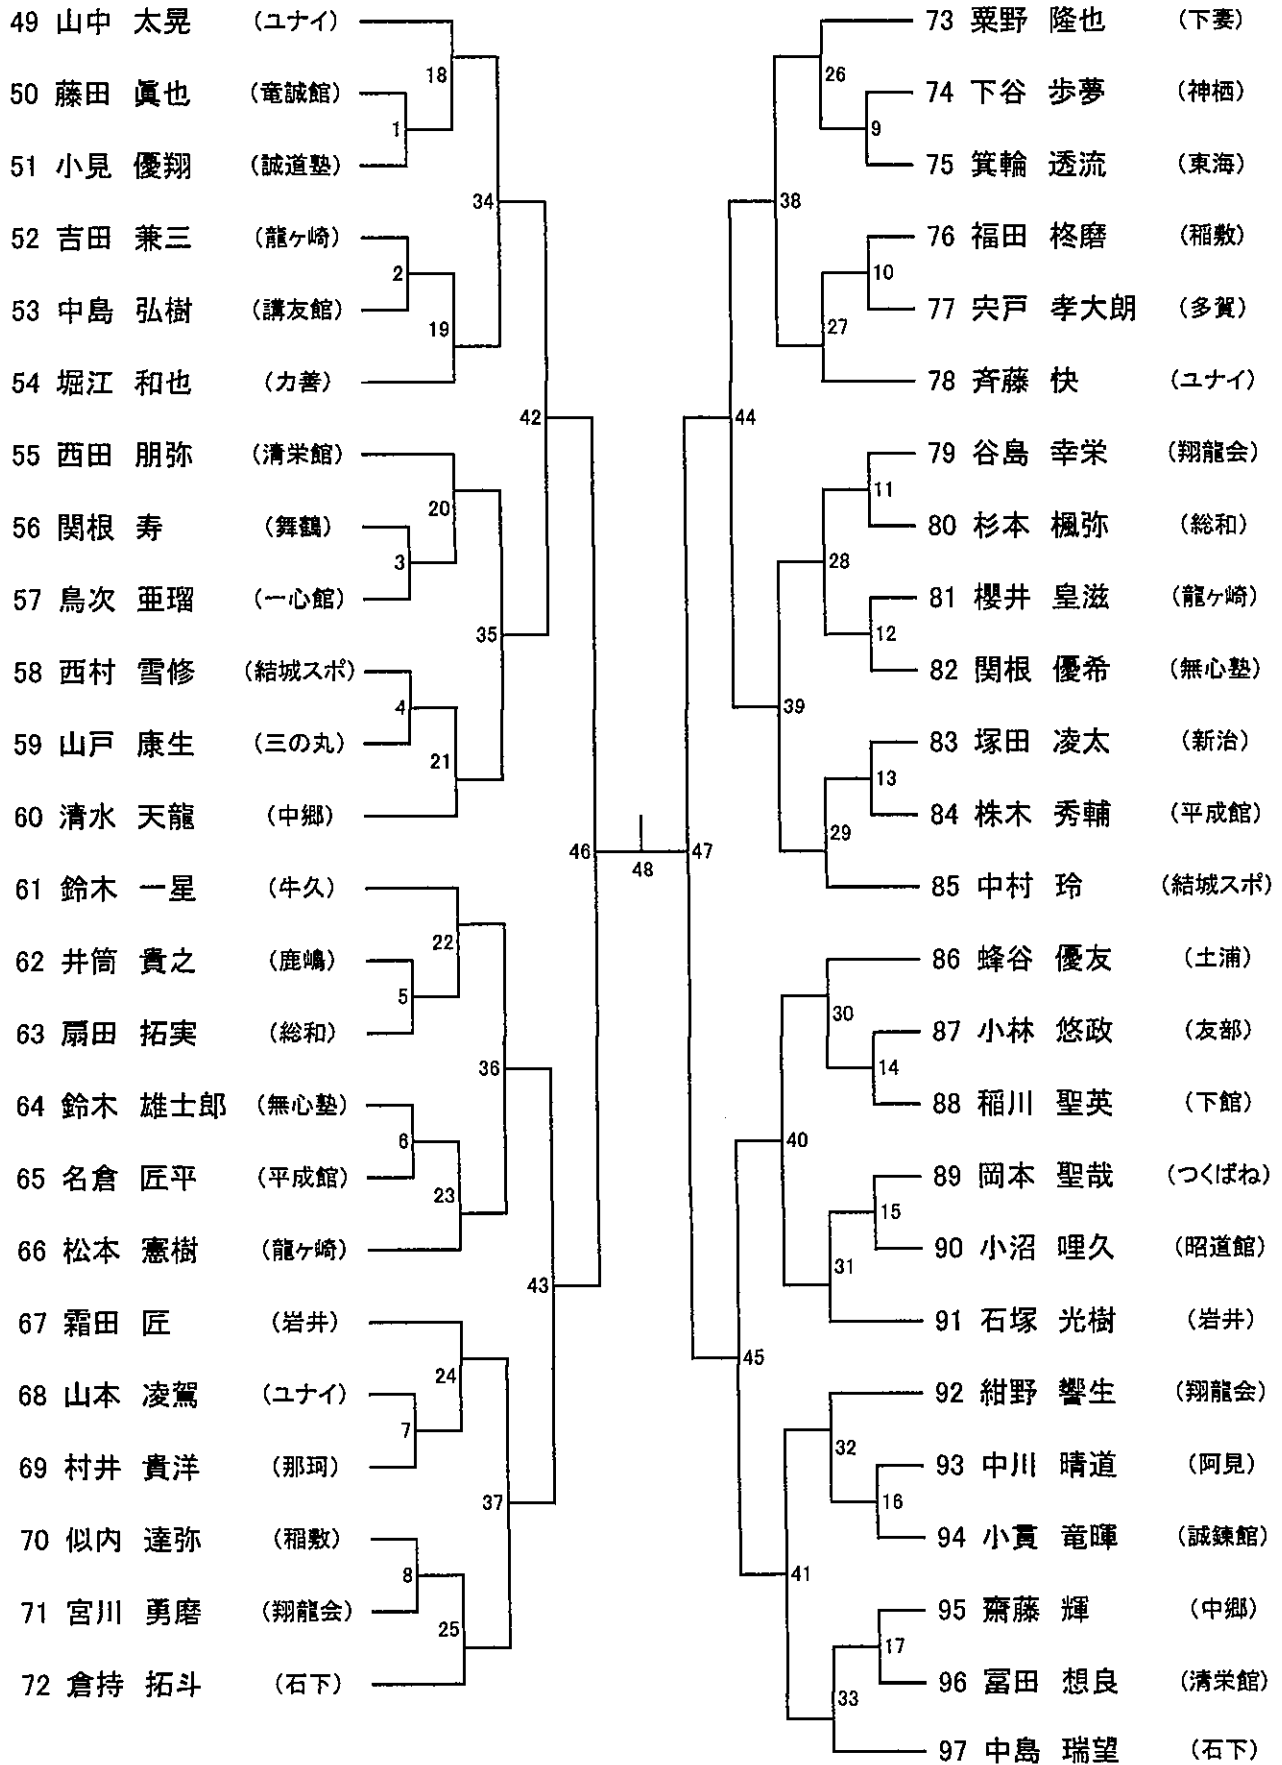 49 山中 太晃 (ユナイ)
50 藤田 眞也 (竜誠館)
51 小見 優翔 (誠道塾)
52 吉田 兼三 (龍ヶ崎)
53 中島 弘樹 (講友館)
54 堀江 和也 (力善)
55 西田 朋弥 (清栄館)
56 関根 寿 (舞鶴)
57 鳥次 亜瑠 (一心館)
58 西村 雪修 (結城スポ)
59 山戸 康生 (三の丸)
60 清水 天龍 (中郷)
61 鈴木 一星 (牛久)
62 井筒 貴之 (鹿嶋)
63 扇田 拓実 (総和)
64 鈴木 雄士郎 (無心塾)
65 名倉 匠平 (平成館)
66 松本 憲樹 (龍ヶ崎)
67 霜田 匠 (岩井)
68 山本 凌駕 (ユナイ)
69 村井 貴洋 (那珂)
70 似内 達弥 (稲敷)
71 宮川 勇磨 (翔龍会)
72 倉持 拓斗 (石下)
1
2
3
4
5
6
7
8
18
19
20
21
22
23
24
25
34
35
36
37
42
43
46
48
47
44
45
38
39
40
41
26
27
28
29
30
31
32
33
9
10
11
12
13
14
15
16
17
73 粟野 隆也 (下妻)
74 下谷 歩夢 (神栖)
75 箕輪 透流 (東海)
76 福田 柊磨 (稲敷)
77 宍戸 孝大朗 (多賀)
78 斉藤 快 (ユナイ)
79 谷島 幸栄 (翔龍会)
80 杉本 楓弥 (総和)
81 櫻井 皇滋 (龍ヶ崎)
82 関根 優希 (無心塾)
83 塚田 凌太 (新治)
84 株木 秀輔 (平成館)
85 中村 玲 (結城スポ)
86 蜂谷 優友 (土浦)
87 小林 悠政 (友部)
88 稲川 聖英 (下館)
89 岡本 聖哉 (つくばね)
90 小沼 哩久 (昭道館)
91 石塚 光樹 (岩井)
92 紺野 響生 (翔龍会)
93 中川 晴道 (阿見)
94 小貫 竜暉 (誠錬館)
95 齋藤 輝 (中郷)
96 冨田 想良 (清栄館)
97 中島 瑞望 (石下)